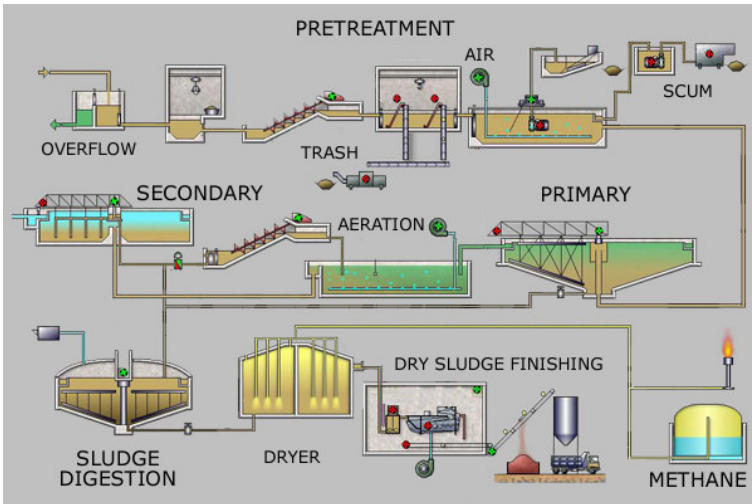 PRETREATMENT
AIR
SCUM
OVERFLOW
TRASH
SECONDARY
AERATION
PRIMARY
DRY SLUDGE FINISHING
SLUDGE
DIGESTION
DRYER
METHANE